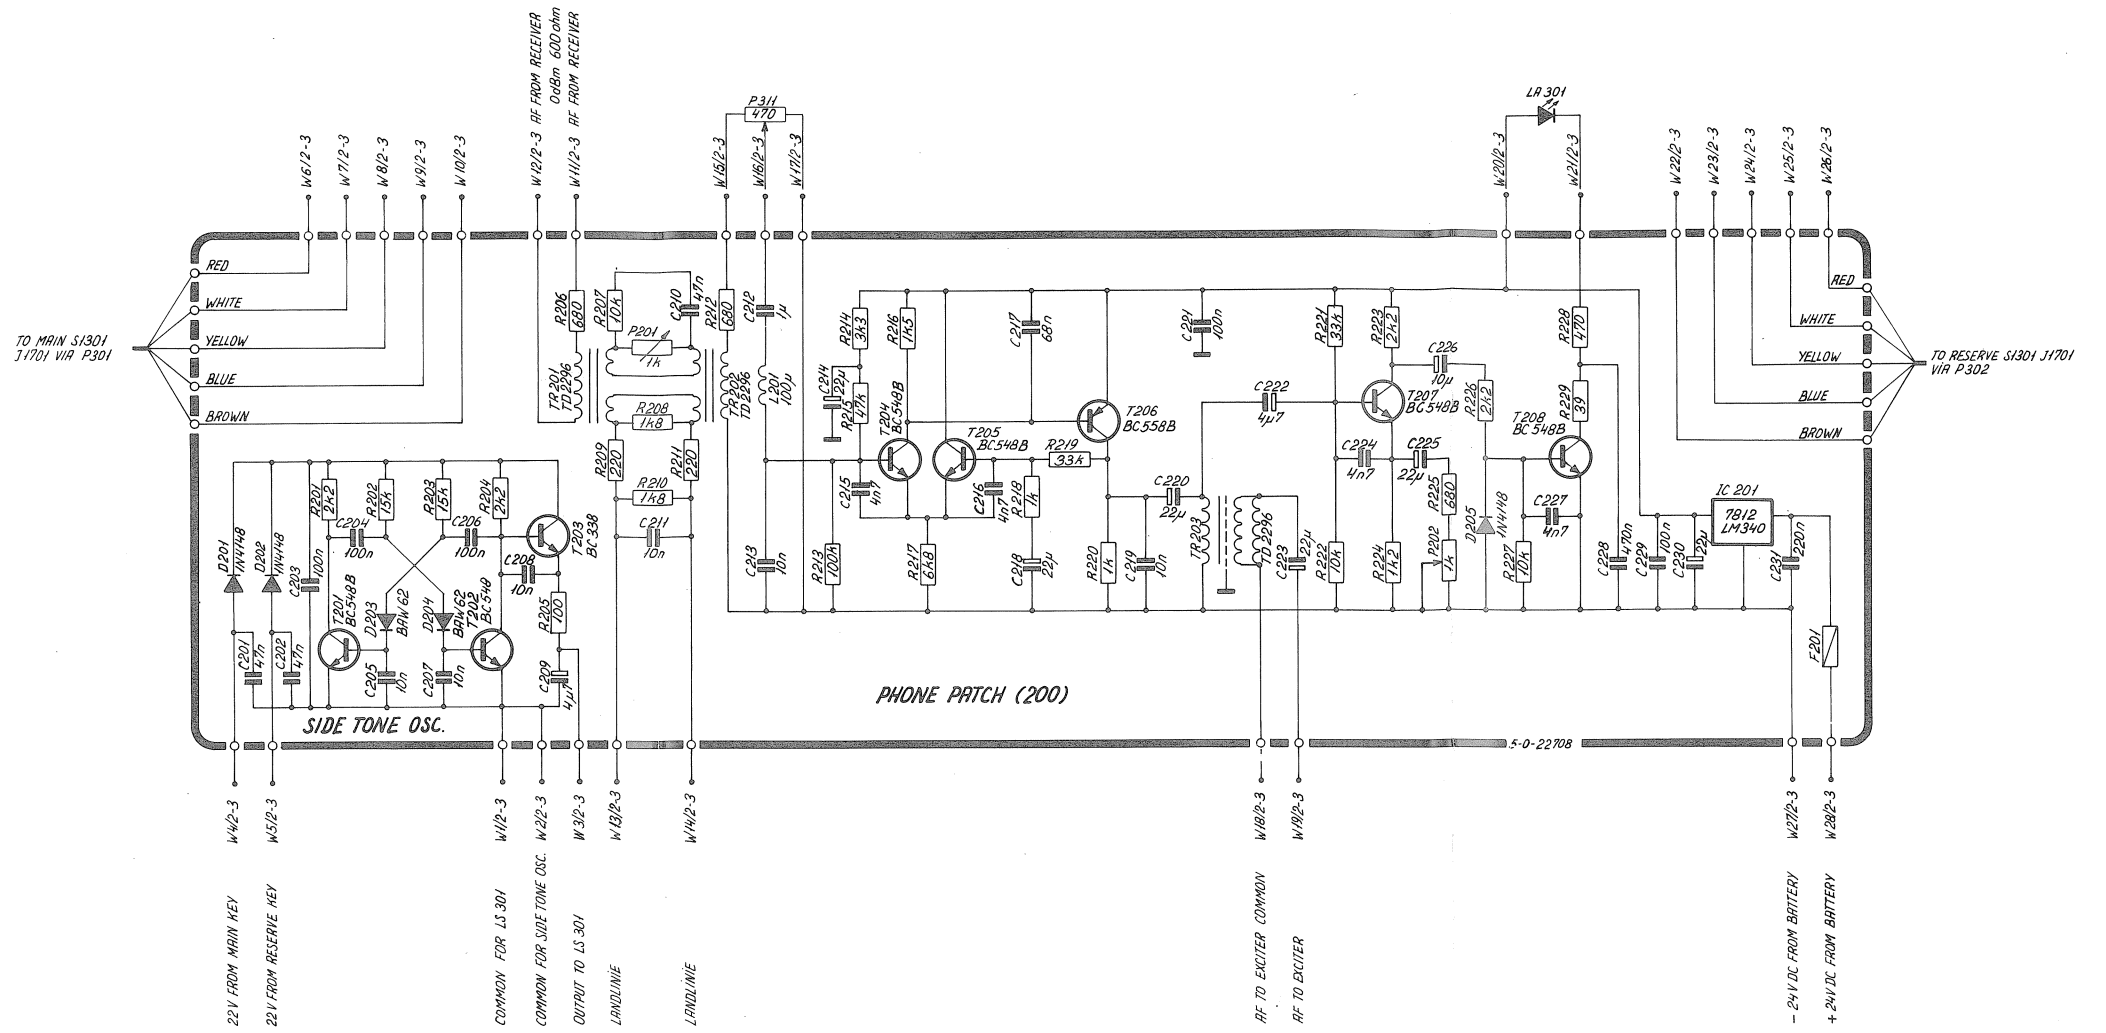 W6/2-3
W7/2-3
W8/2-3
W9/2-3
W10/2-3
W12/2-3 AF FROM RECEIVER
0dBm 600ohm
W11/2-3 AF FROM RECEIVER
P311
470
W15/2-3
W16/2-3
W17/2-3
LA 301
W20/2-3
W21/2-3
W22/2-3
W23/2-3
W24/2-3
W25/2-3
W26/2-3
TO MAIN S1301
J1701 VIA P301
RED
WHITE
YELLOW
BLUE
BROWN
R206
680
R207
10k
C210
47n
P201
1k
R212
680
C212
1µ
TR201
TD2296
TR202
TD2296
L201
100µ
R208
1k8
R209
220
R211
220
R210
1k8
C211
10n
R214
3k3
R216
1k5
C217
68n
C221
100n
C214
22µ
R215
47k
T204
BC548B
T205
BC548B
T206
BC558B
R219
33k
C215
4n7
C216
4n7
R218
1k
C213
10n
R213
100k
R217
6k8
C218
22µ
R220
1k
C219
10n
C220
22µ
TR203
TD2296
C223
22µ
C222
4µ7
R221
33k
R223
2k2
C226
10µ
T207
BC548B
R226
2k2
C224
4n7
C225
22µ
R225
680
R222
10k
R224
1k2
P202
1k
D205
1N4148
R227
10k
C227
4n7
T208
BC548B
R228
470
R229
39
C228
470n
C229
100n
C230
22µ
IC 201
7812
LM340
C231
220n
F201
RED
WHITE
YELLOW
BLUE
BROWN
TO RESERVE S1301 J1701
VIA P302
D201
1N4148
D202
1N4148
C203
100n
R201
2k2
R202
15k
R203
15k
R204
2k2
C204
100n
C206
100n
T203
BC338
C208
10n
R205
100
T201
BC548B
D203
BAW62
D204
BAW62
T202
BC548
C201
47n
C202
47n
C205
10n
C207
10n
C209
4µ7
SIDE TONE OSC.
PHONE PATCH (200)
5-0-22708
W4/2-3
22V FROM MAIN KEY
W5/2-3
22V FROM RESERVE KEY
W1/2-3
COMMON FOR LS301
W2/2-3
COMMON FOR SIDE TONE OSC.
W3/2-3
OUTPUT TO LS301
W13/2-3
LANDLINIE
W14/2-3
LANDLINIE
W18/2-3
AF TO EXCITER COMMON
W19/2-3
AF TO EXCITER
W27/2-3
- 24V DC FROM BATTERY
W28/2-3
+ 24V DC FROM BATTERY